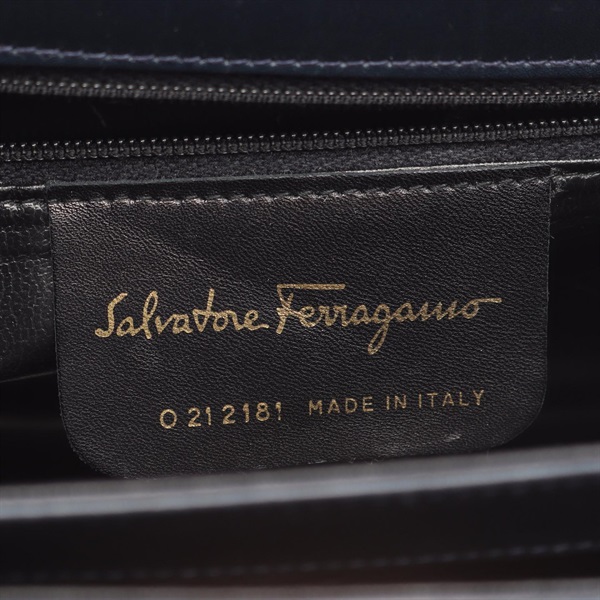 Salvatore Ferragamo
O 21 2181 MADE IN ITALY